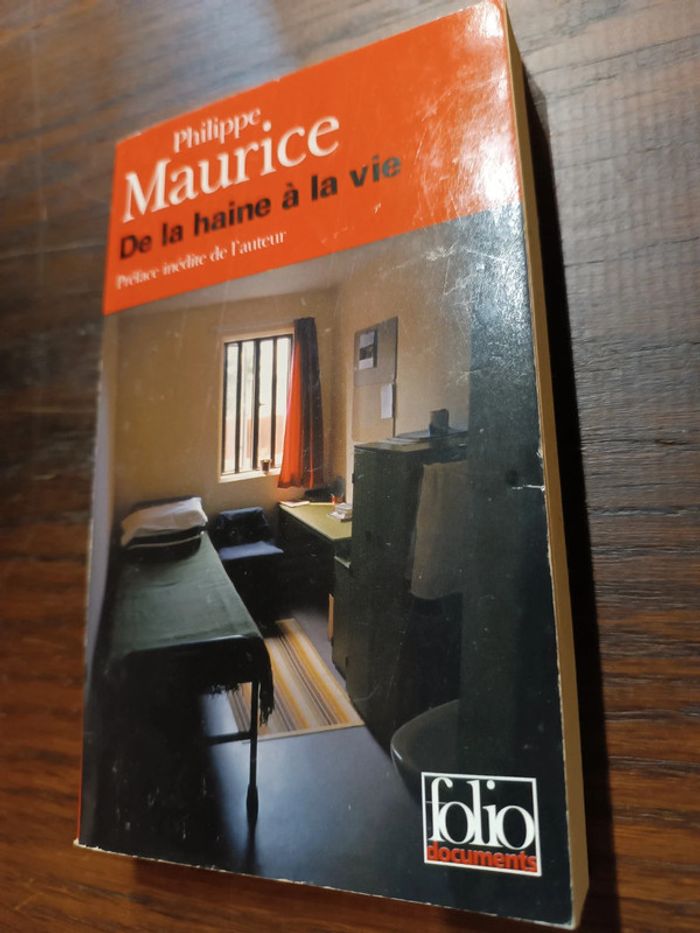 Philippe
Maurice
De la haine à la vie
Préface inédite de l'auteur
folio
documents